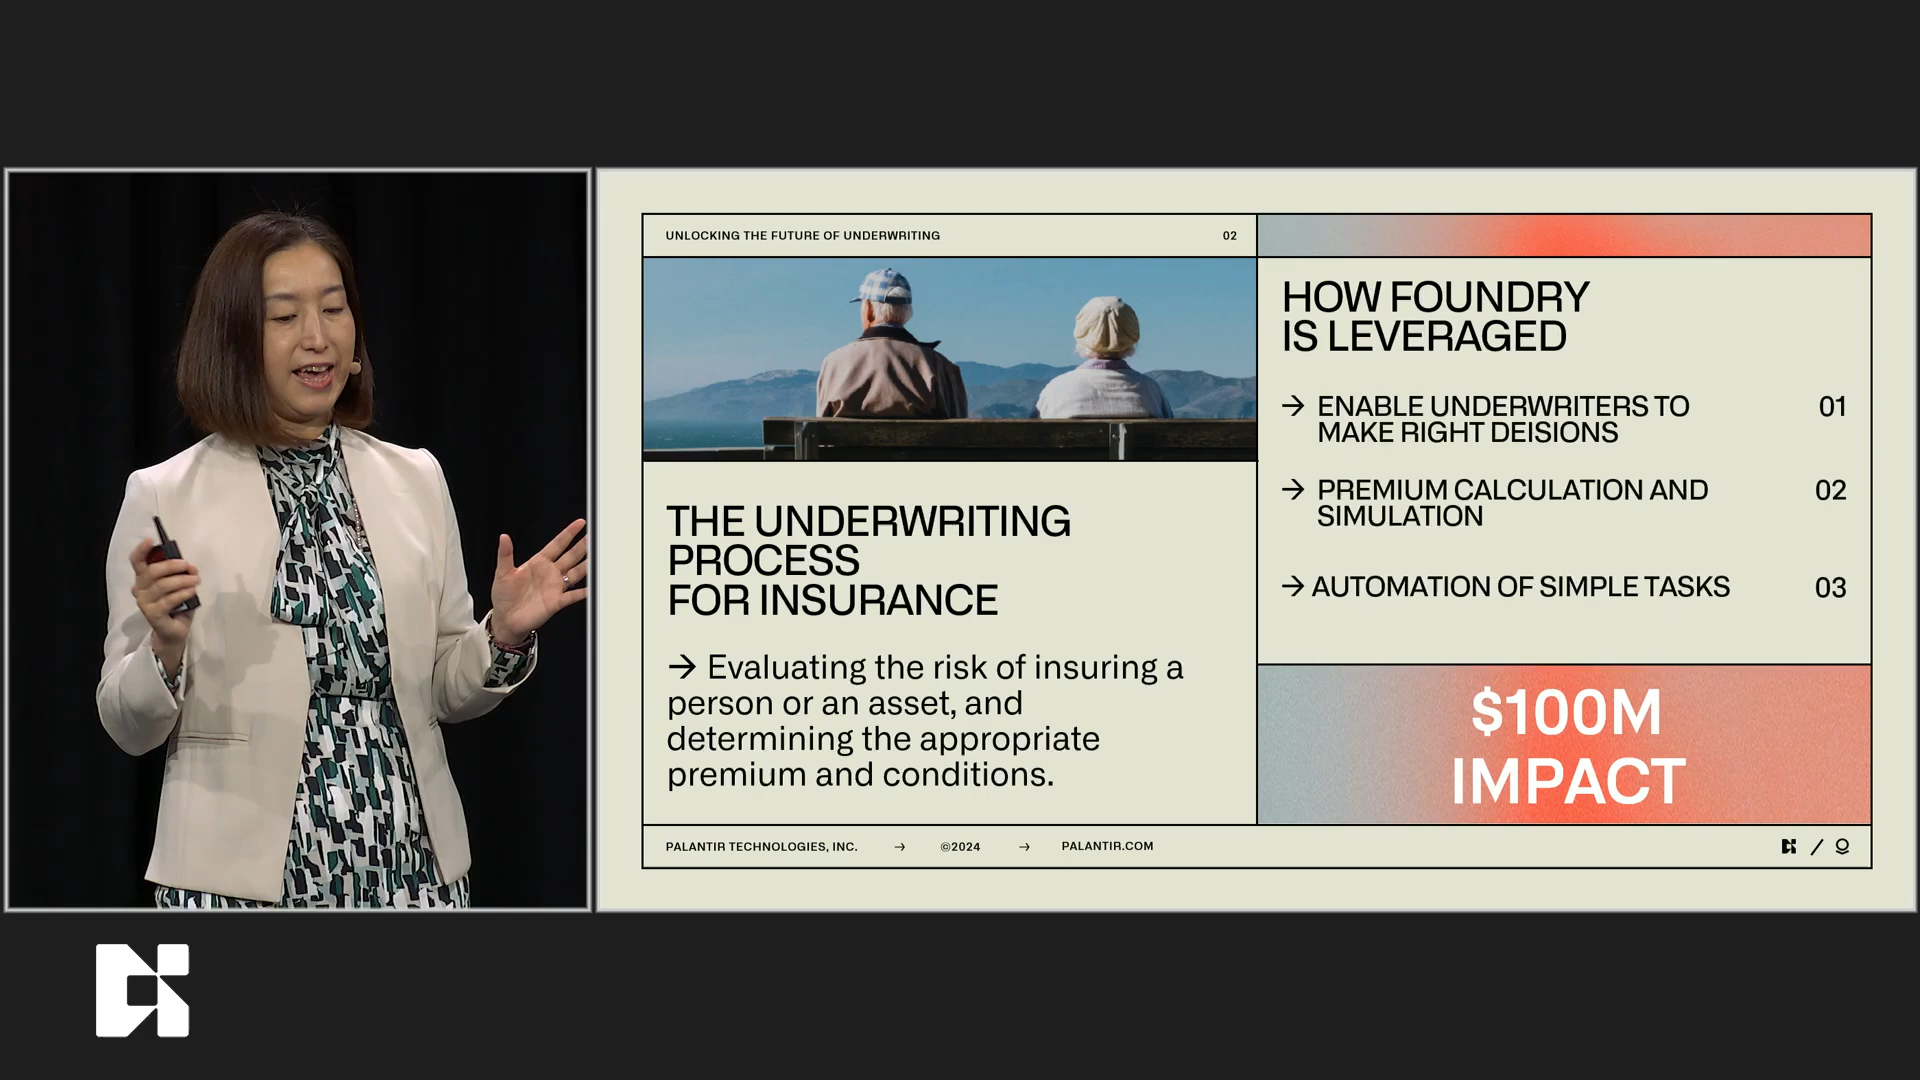 UNLOCKING THE FUTURE OF UNDERWRITING 02
THE UNDERWRITING
PROCESS
FOR INSURANCE
→ Evaluating the risk of insuring a
person or an asset, and
determining the appropriate
premium and conditions.
HOW FOUNDRY
IS LEVERAGED
→ ENABLE UNDERWRITERS TO 01
MAKE RIGHT DEISIONS
→ PREMIUM CALCULATION AND 02
SIMULATION
→ AUTOMATION OF SIMPLE TASKS 03
$100M
IMPACT
PALANTIR TECHNOLOGIES, INC. → ©2024 → PALANTIR.COM